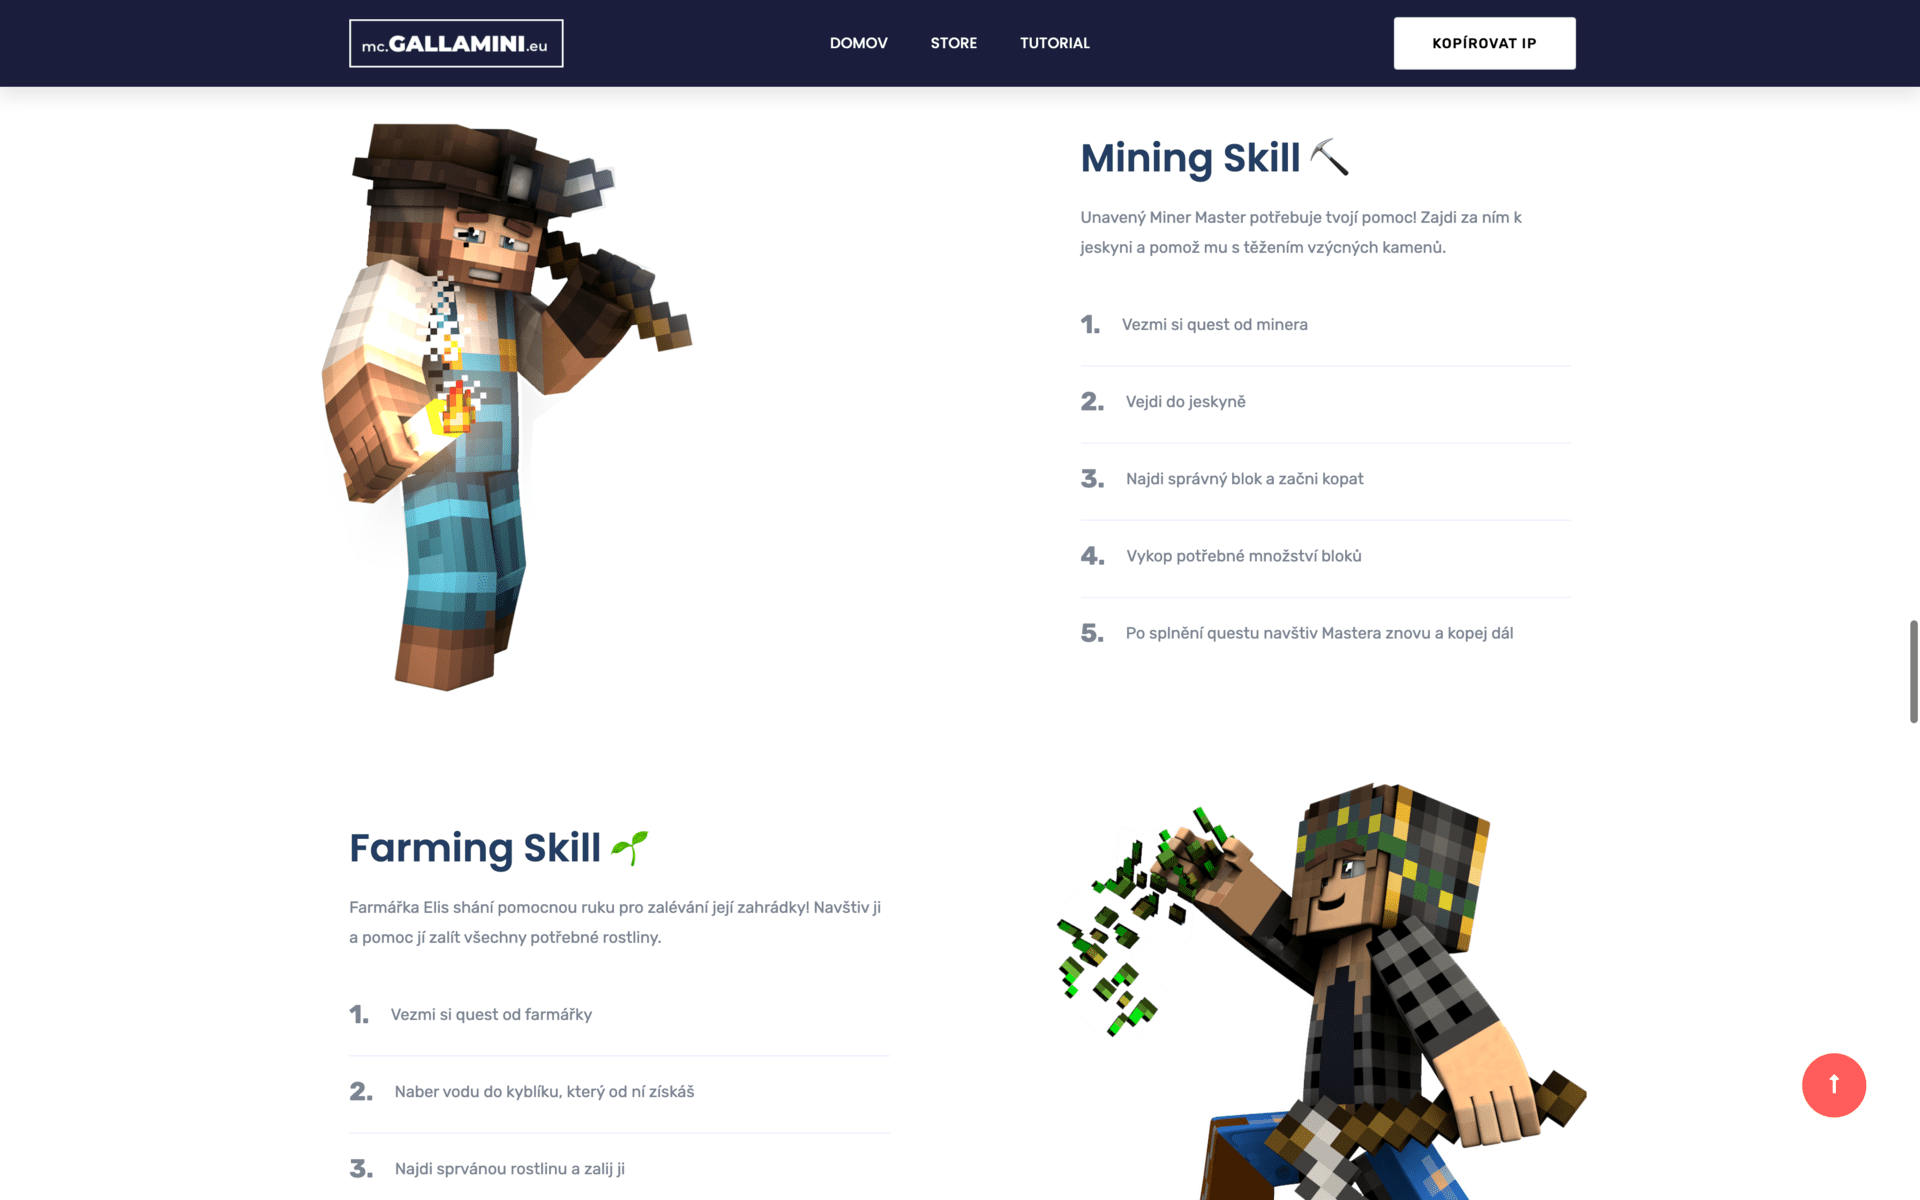 mc.GALLAMINI.eu
DOMOV
STORE
TUTORIAL
KOPÍROVAT IP
Mining Skill
Unavený Miner Master potřebuje tvojí pomoc! Zajdi za ním k
jeskyni a pomož mu s těžením vzýcných kamenů.
1. Vezmi si quest od minera
2. Vejdi do jeskyně
3. Najdi správný blok a začni kopat
4. Vykop potřebné množství bloků
5. Po splnění questu navštiv Mastera znovu a kopej dál
Farming Skill
Farmářka Elis shání pomocnou ruku pro zalévání její zahrádky! Navštiv ji
a pomoc jí zalít všechny potřebné rostliny.
1. Vezmi si quest od farmářky
2. Naber vodu do kyblíku, který od ní získáš
3. Najdi sprvánou rostlinu a zalij ji